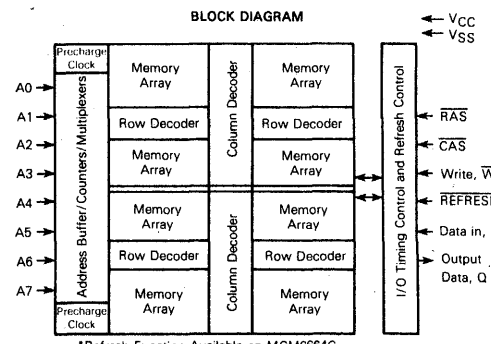 BLOCK DIAGRAM
VCC
VSS
Precharge
Clock
Memory
Array
Column Decoder
Memory
Array
I/O Timing Control and Refresh Control
Address Buffer/Counters/Multiplexers
A0
A1
A2
A3
A4
A5
A6
A7
Row Decoder
Row Decoder
Memory
Array
Memory
Array
RAS
CAS
Write, W
Data in,
Output
Data, Q
Memory
Array
Column Decoder
Memory
Array
Row Decoder
Row Decoder
Memory
Array
Memory
Array
Precharge
Clock